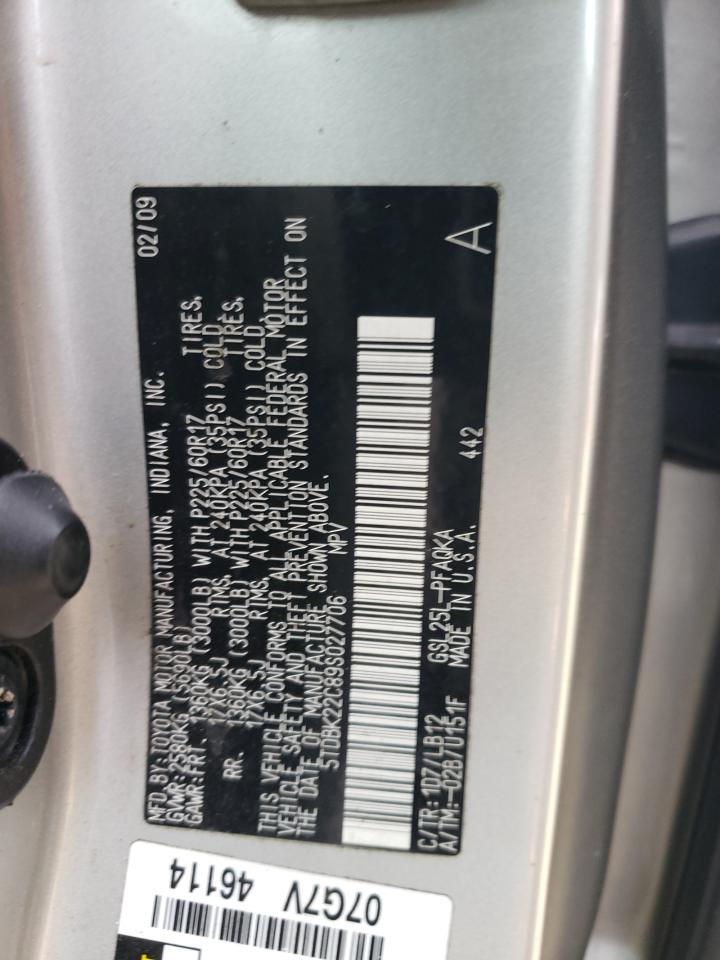 MFD.BY:TOYOTA MOTOR MANUFACTURING, INDIANA, INC. 02/09
GVWR:2580KG (5690LB)
GAWR:FRT 1360KG (3000LB) WITH P225/60R17 TIRES,
17X6.5J RIMS, AT 240KPA (35PSI) COLD,
RR. 1360KG (3000LB) WITH P225/60R17 TIRES,
17X6.5J RIMS, AT 240KPA (35PSI) COLD,
THIS VEHICLE CONFORMS TO ALL APPLICABLE FEDERAL MOTOR
VEHICLE SAFETY AND THEFT PREVENTION STANDARDS IN EFFECT ON
THE DATE OF MANUFACTURE SHOWN ABOVE.
5TDBK22C89S027706 MPV
C/TR:1D7/LB12 GSL25L-PFAQKA 442 A
A/TM:-02B/U151F MADE IN U.S.A.
07G7V 46114